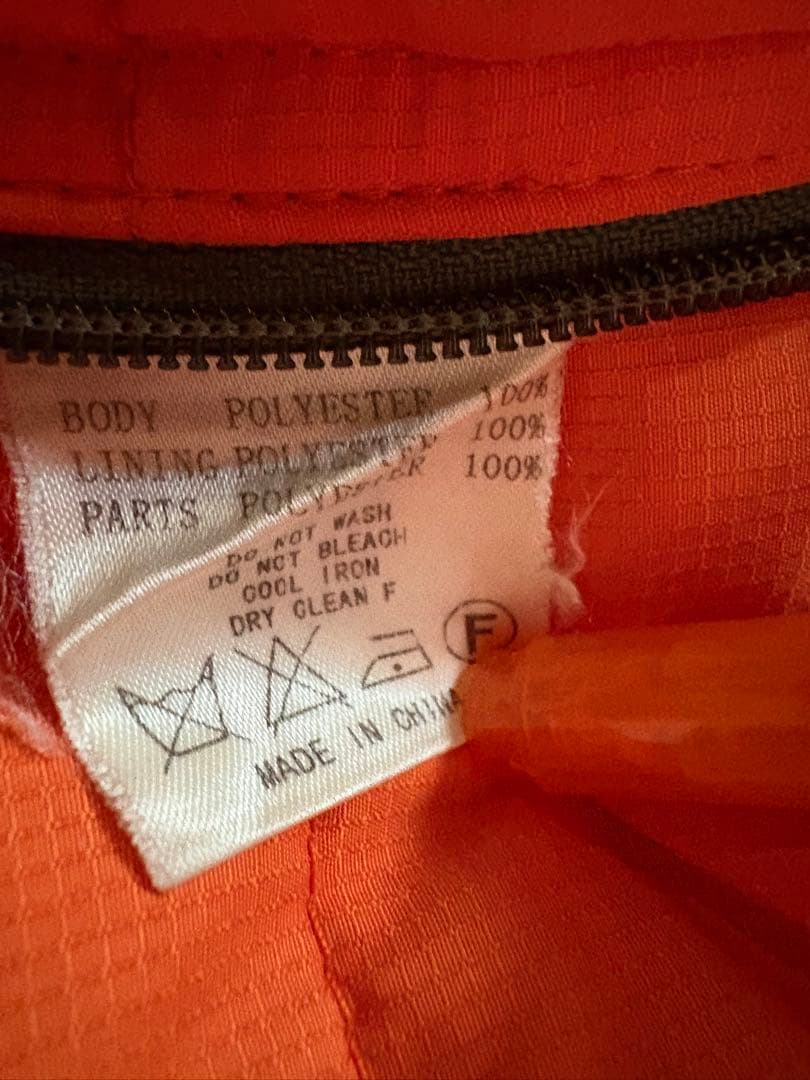 BODY POLYESTER 100%
LINING POLYESTER 100%
PARTS POLYESTER 100%
DO NOT WASH
DO NOT BLEACH
COOL IRON
DRY CLEAN F
F
MADE IN CHINA